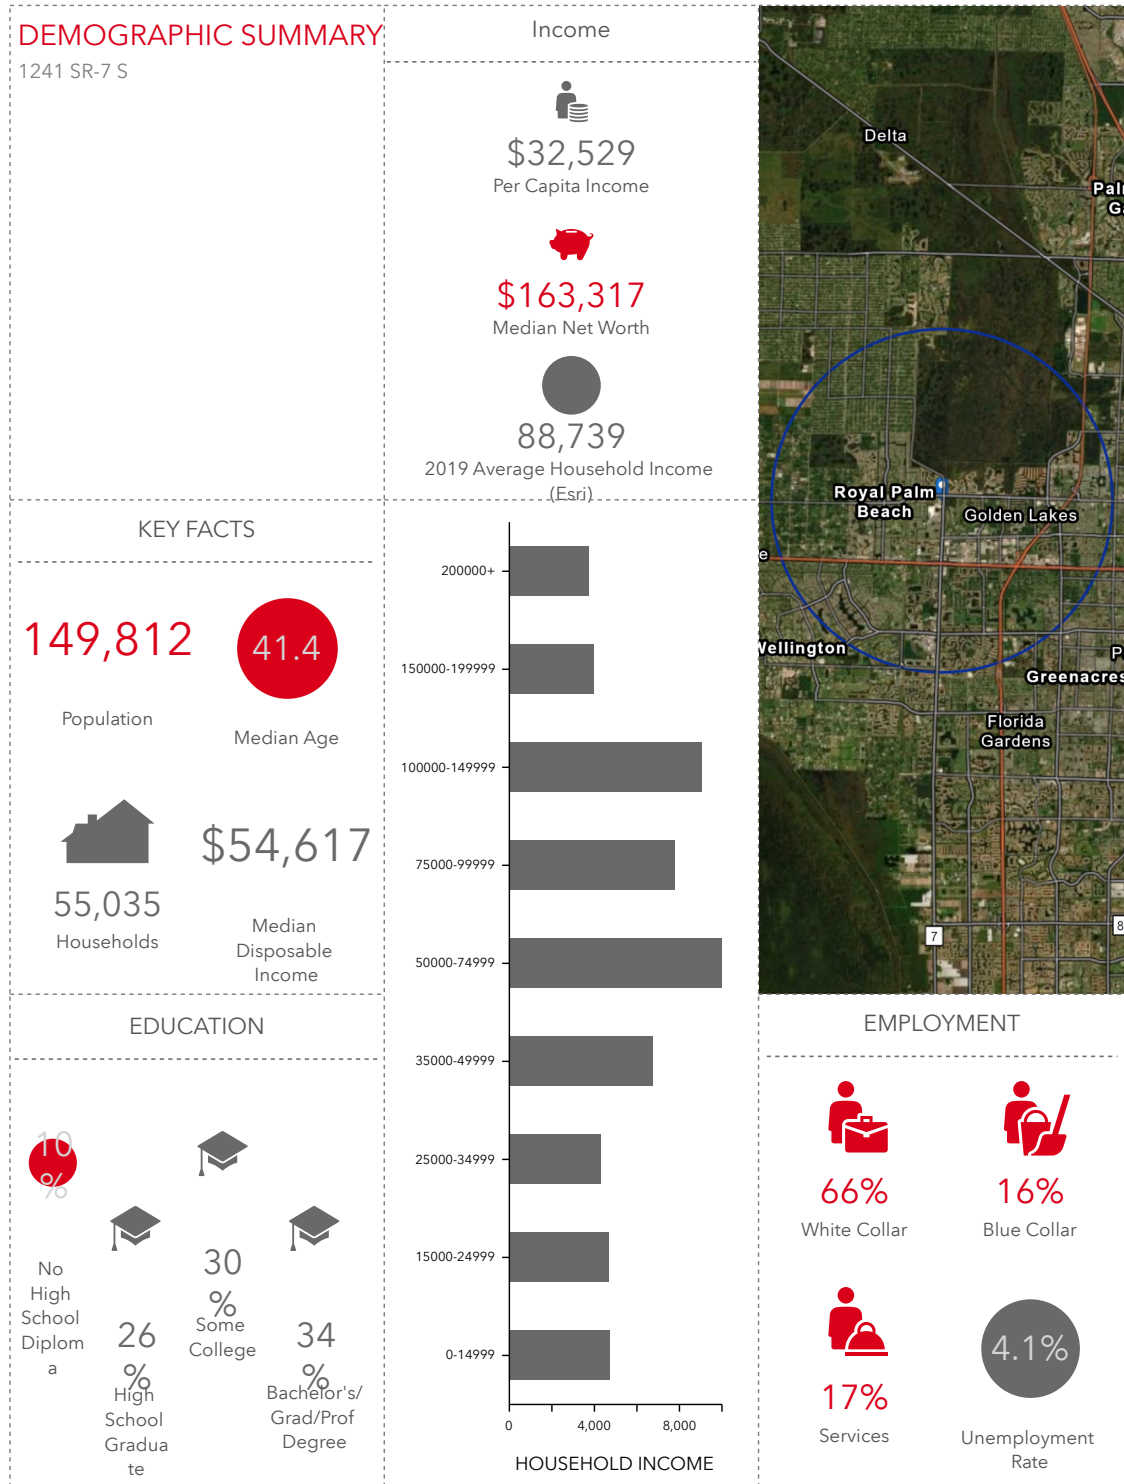 DEMOGRAPHIC SUMMARY
1241 SR-7 S
Income
$32,529
Per Capita Income
$163,317
Median Net Worth
88,739
2019 Average Household Income
(Esri)
KEY FACTS
149,812
Population
41.4
Median Age
55,035
Households
$54,617
Median
Disposable
Income
EDUCATION
10
%
No
High
School
Diplom
a
26
%
High
School
Gradua
te
30
%
Some
College
34
%
Bachelor's/
Grad/Prof
Degree
200000+
150000-199999
100000-149999
75000-99999
50000-74999
35000-49999
25000-34999
15000-24999
0-14999
0
4,000
8,000
HOUSEHOLD INCOME
Delta
Pal
Ga
Royal Palm
Beach
Golden Lakes
e
Wellington
P
Greenacres
Florida
Gardens
7
8
EMPLOYMENT
66%
White Collar
16%
Blue Collar
17%
Services
4.1%
Unemployment
Rate